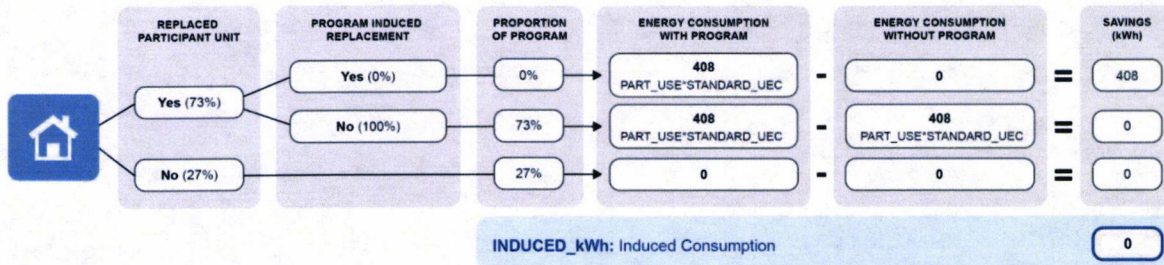 REPLACED
PARTICIPANT UNIT
PROGRAM INDUCED
REPLACEMENT
PROPORTION
OF PROGRAM
ENERGY CONSUMPTION
WITH PROGRAM
ENERGY CONSUMPTION
WITHOUT PROGRAM
SAVINGS
(kWh)
Yes (73%)
No (27%)
Yes (0%)
No (100%)
0%
73%
27%
408
PART_USE*STANDARD_UEC
-
0
=
408
408
PART_USE*STANDARD_UEC
-
408
PART_USE*STANDARD_UEC
=
0
0
-
0
=
0
INDUCED_kWh: Induced Consumption
0